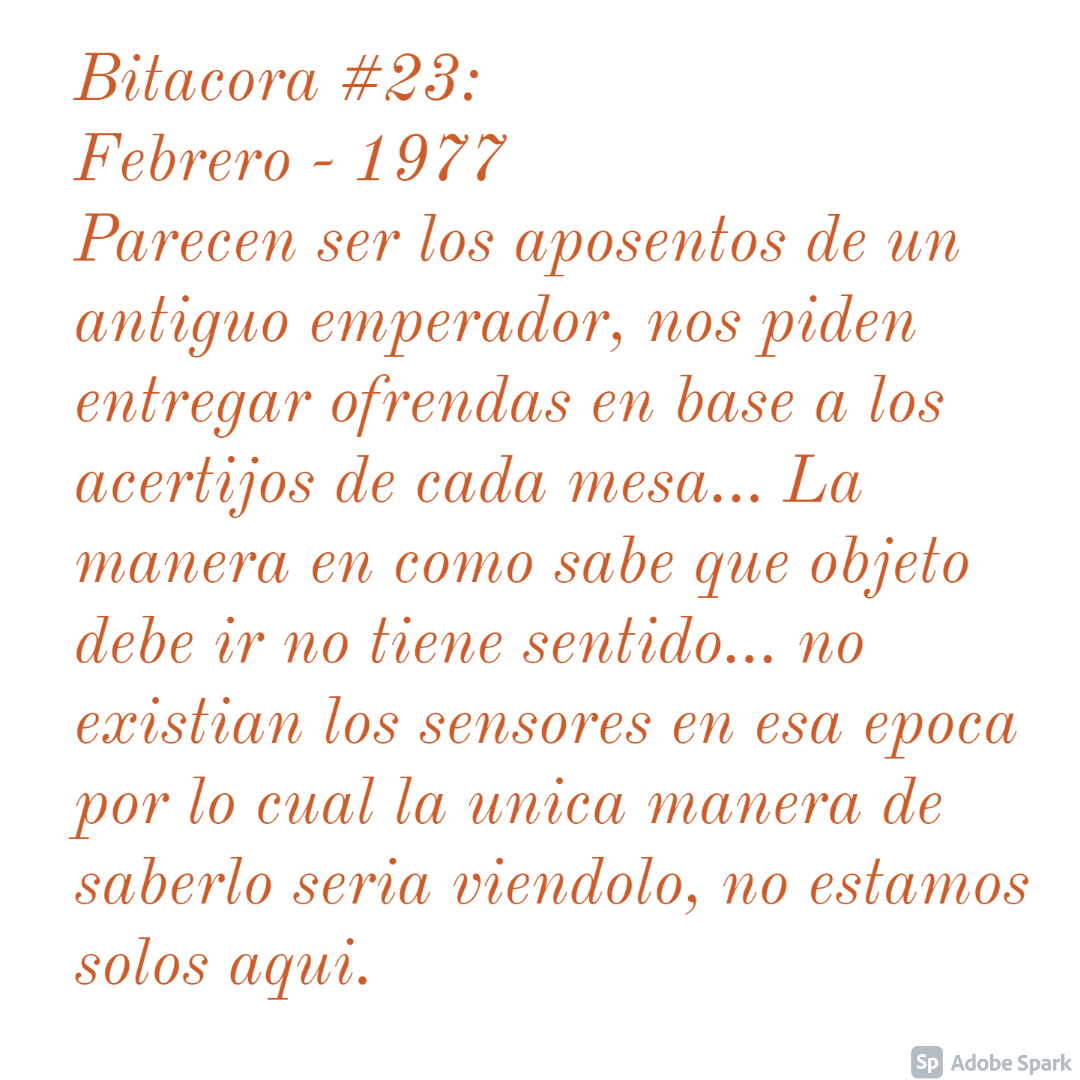 Bitacora #23:
Febrero - 1977
Parecen ser los aposentos de un
antiguo emperador, nos piden
entregar ofrendas en base a los
acertijos de cada mesa... La
manera en como sabe que objeto
debe ir no tiene sentido... no
existian los sensores en esa epoca
por lo cual la unica manera de
saberlo seria viendolo, no estamos
solos aqui.
Sp Adobe Spark